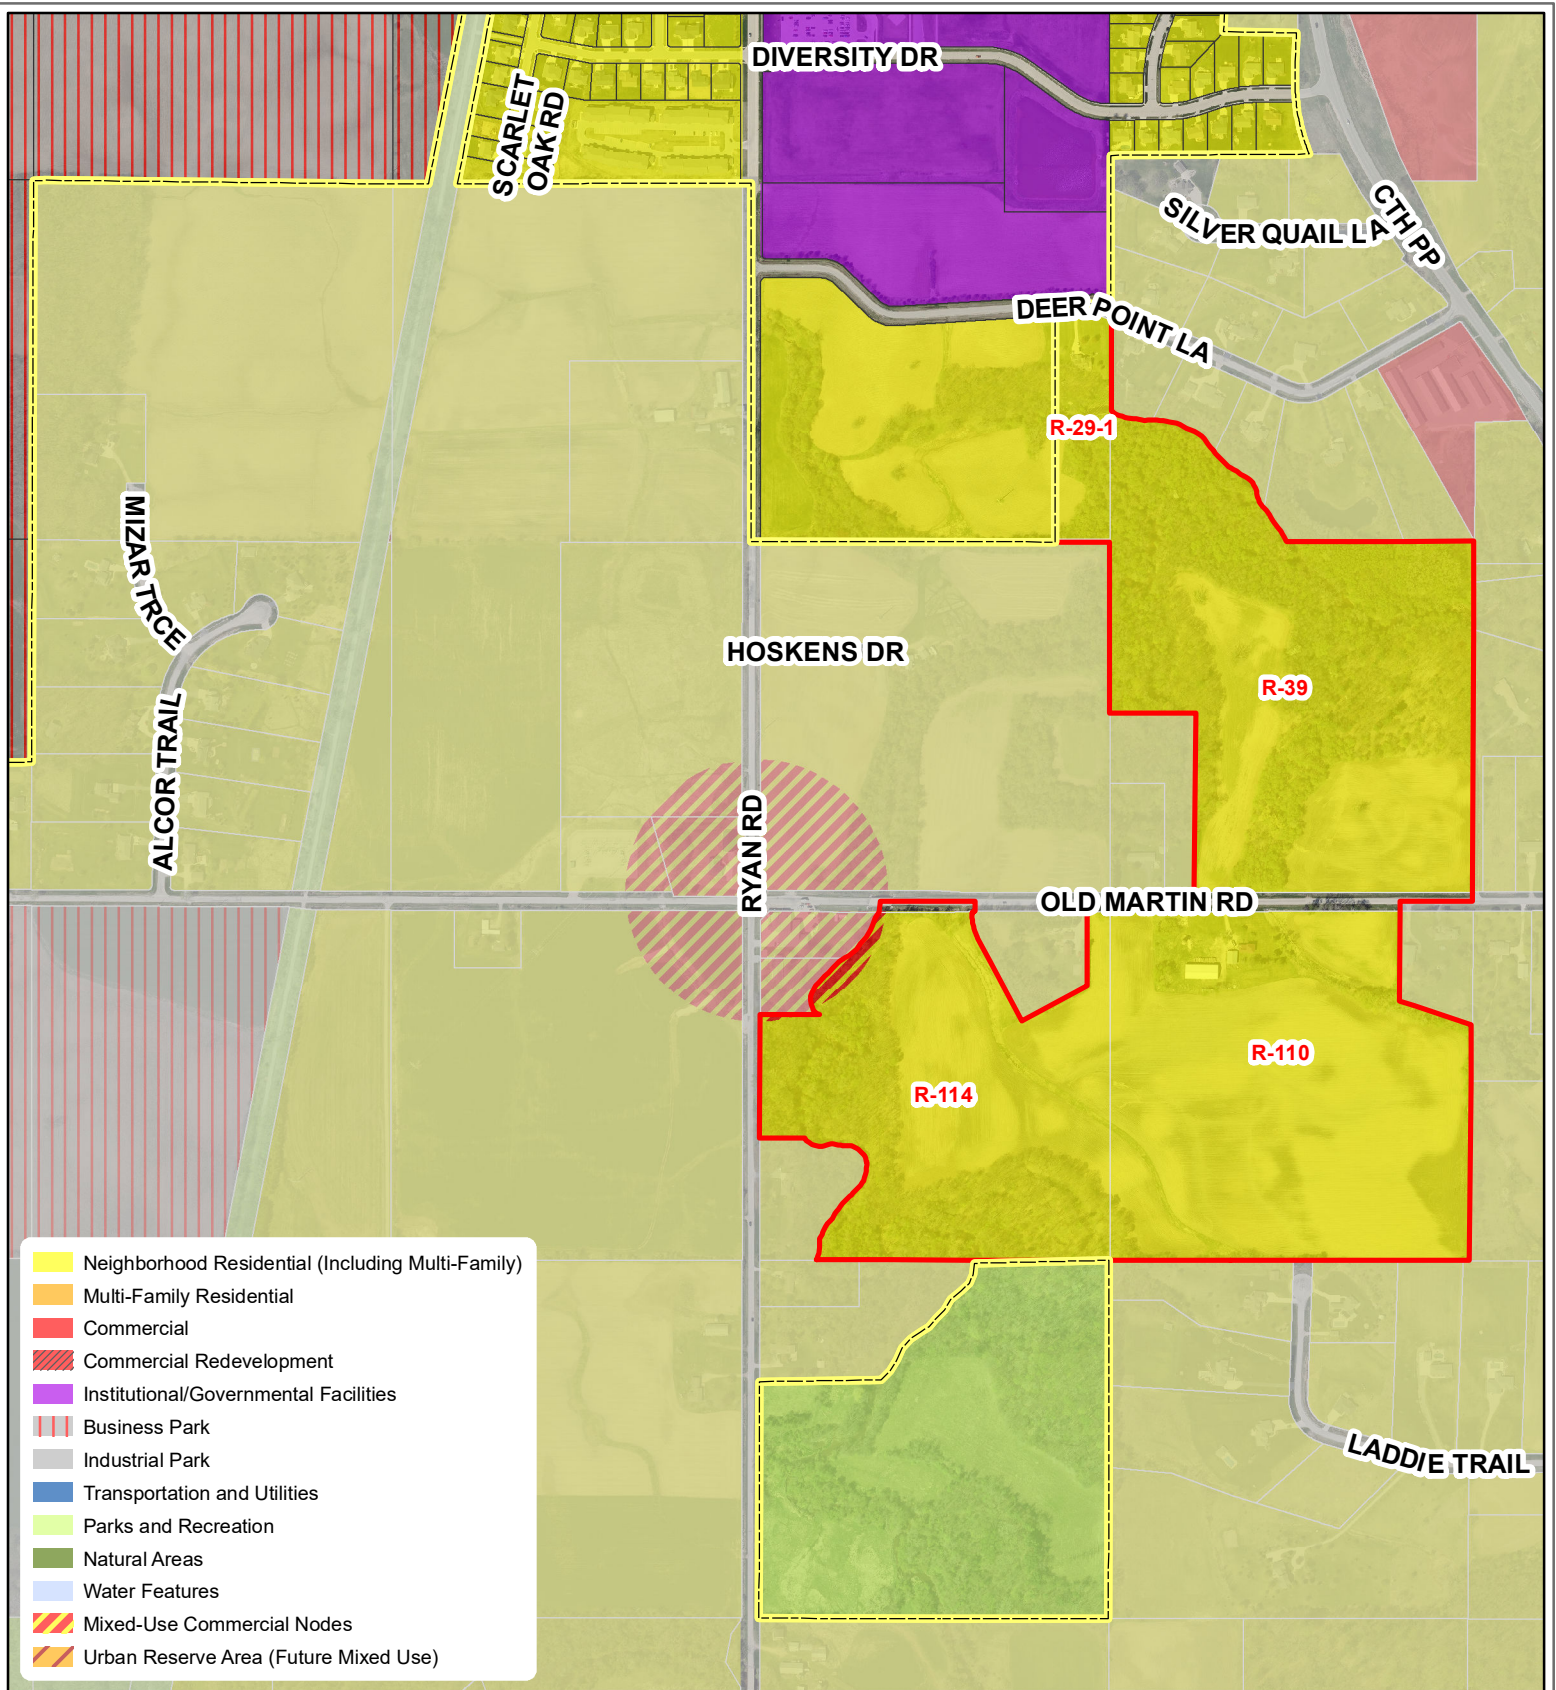 DIVERSITY DR
SCARLET
OAK RD
SILVER QUAIL LA
CTH PP
DEER POINT LA
R-29-1
MIZAR TRCE
HOSKENS DR
R-39
ALCOR TRAIL
RYAN RD
OLD MARTIN RD
R-110
R-114
LADDIE TRAIL
Neighborhood Residential (Including Multi-Family)
Multi-Family Residential
Commercial
Commercial Redevelopment
Institutional/Governmental Facilities
Business Park
Industrial Park
Transportation and Utilities
Parks and Recreation
Natural Areas
Water Features
Mixed-Use Commercial Nodes
Urban Reserve Area (Future Mixed Use)